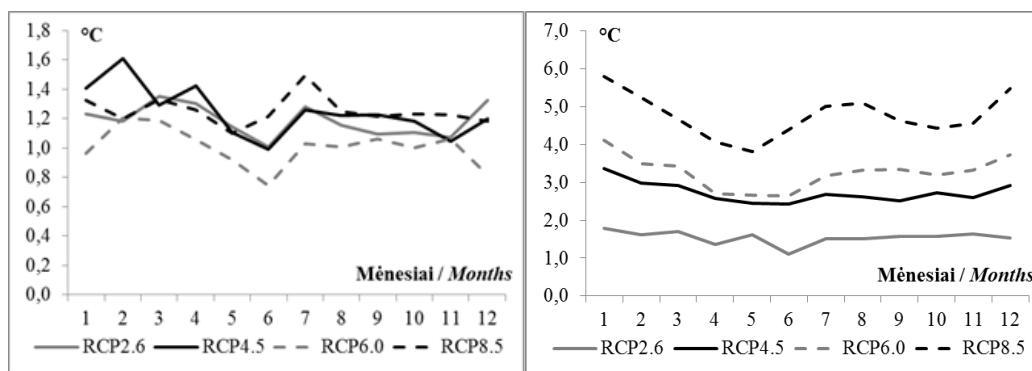 1,8
°C
1,6
1,4
1,2
1,0
0,8
0,6
0,4
0,2
Mėnesiai / Months
0,0
1 2 3 4 5 6 7 8 9 10 11 12
RCP2.6 RCP4.5 RCP6.0 RCP8.5
7,0
°C
6,0
5,0
4,0
3,0
2,0
1,0
Mėnesiai / Months
0,0
1 2 3 4 5 6 7 8 9 10 11 12
RCP2.6 RCP4.5 RCP6.0 RCP8.5